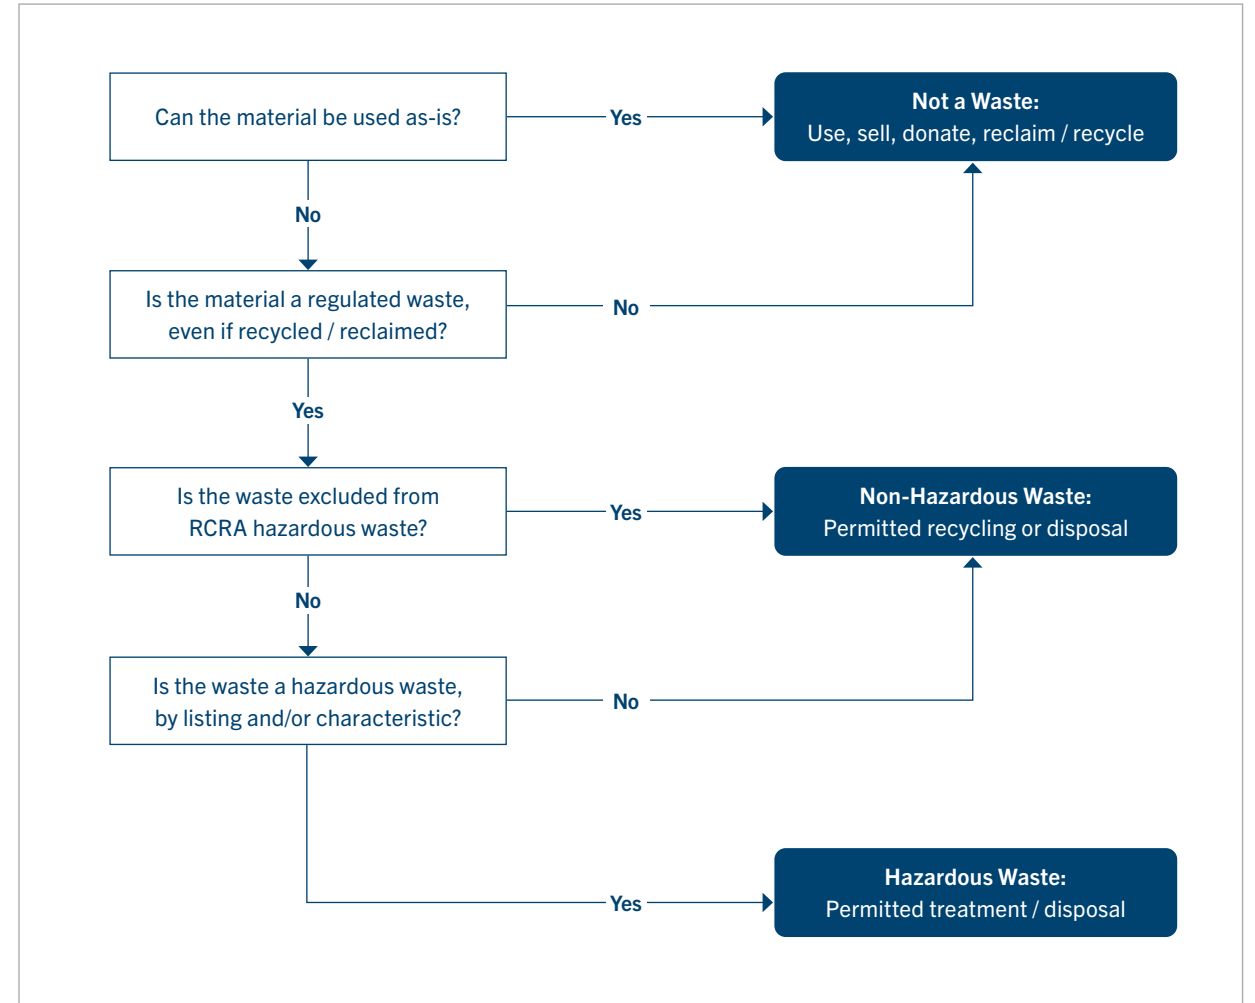 Can the material be used as-is?
Yes
Not a Waste:
Use, sell, donate, reclaim / recycle
No
Is the material a regulated waste,
even if recycled / reclaimed?
No
Yes
Is the waste excluded from
RCRA hazardous waste?
Yes
Non-Hazardous Waste:
Permitted recycling or disposal
No
Is the waste a hazardous waste,
by listing and/or characteristic?
No
Yes
Hazardous Waste:
Permitted treatment / disposal